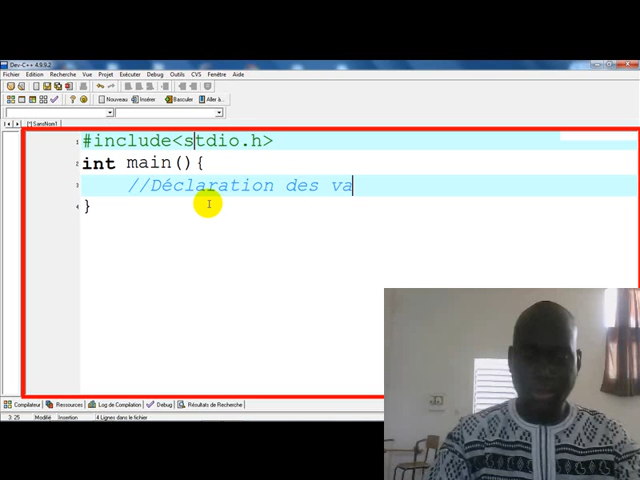 Dev-C++ 4.9.9.2
Fichier Edition Recherche Vue Projet Exécuter Debug Outils CVS Fenêtre Aide
Nouveau Insérer Basculer Aller à...
[*] SansNom1
1 #include<stdio.h>
2 int main(){
3 //Déclaration des va
4 }
Compilateur Ressources Log de Compilation Debug Résultats de Recherche
3: 25 Modifié Insertion 4 Lignes dans le fichier